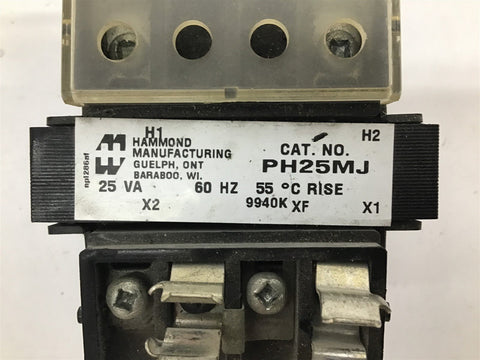 H1 H2
HAMMOND CAT. NO.
MANUFACTURING PH25MJ
GUELPH, ONT
BARABOO, WI.
25 VA 60 HZ 55 °C RISE
X2 9940K XF X1
npl286af